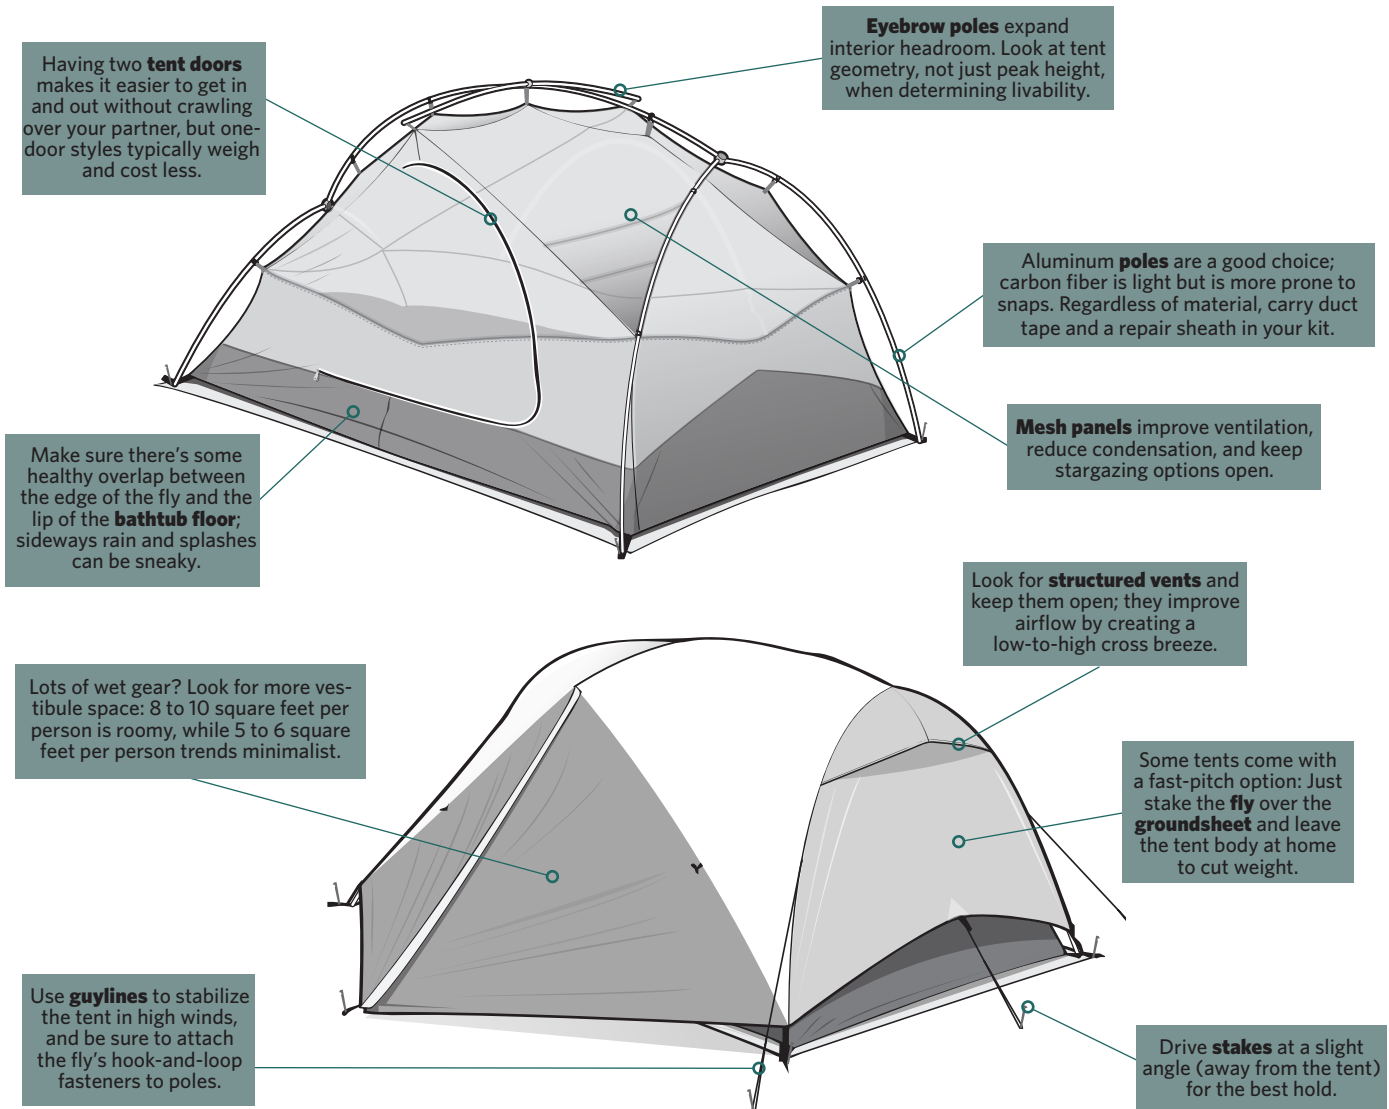 Eyebrow poles expand
interior headroom. Look at tent
geometry, not just peak height,
when determining livability.
Having two tent doors
makes it easier to get in
and out without crawling
over your partner, but one-
door styles typically weigh
and cost less.
Aluminum poles are a good choice;
carbon fiber is light but is more prone to
snaps. Regardless of material, carry duct
tape and a repair sheath in your kit.
Mesh panels improve ventilation,
reduce condensation, and keep
stargazing options open.
Make sure there's some
healthy overlap between
the edge of the fly and the
lip of the bathtub floor;
sideways rain and splashes
can be sneaky.
Look for structured vents and
keep them open; they improve
airflow by creating a
low-to-high cross breeze.
Lots of wet gear? Look for more ves-
tibule space: 8 to 10 square feet per
person is roomy, while 5 to 6 square
feet per person trends minimalist.
Some tents come with
a fast-pitch option: Just
stake the fly over the
groundsheet and leave
the tent body at home
to cut weight.
Use guylines to stabilize
the tent in high winds,
and be sure to attach
the fly's hook-and-loop
fasteners to poles.
Drive stakes at a slight
angle (away from the tent)
for the best hold.